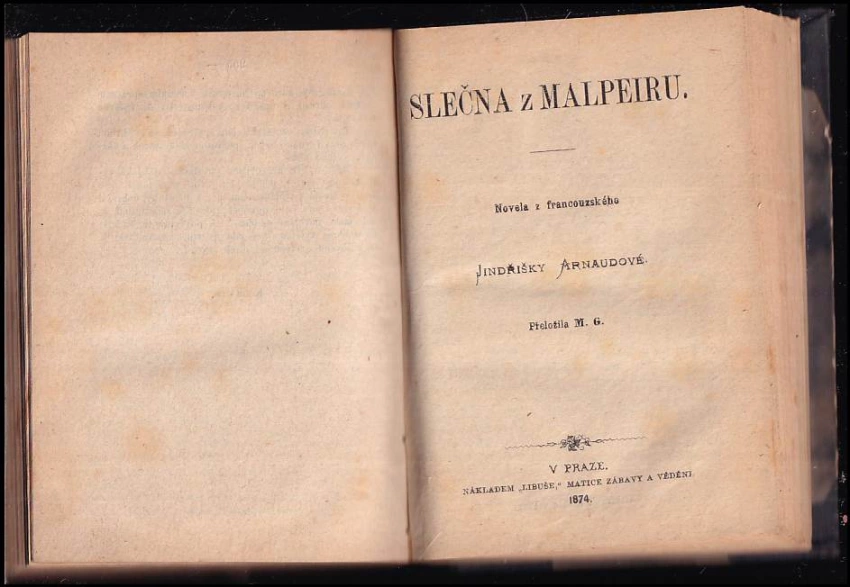 SLEČNA z MALPEIRU.
Novela z francouzského
JINDŘIŠKY ARNAUDOVÉ.
Přeložila M. G.
V PRAZE.
NÁKLADEM „LIBUŠE,“ MATICE ZÁBAVY A VĚDĚNÍ.
1874.